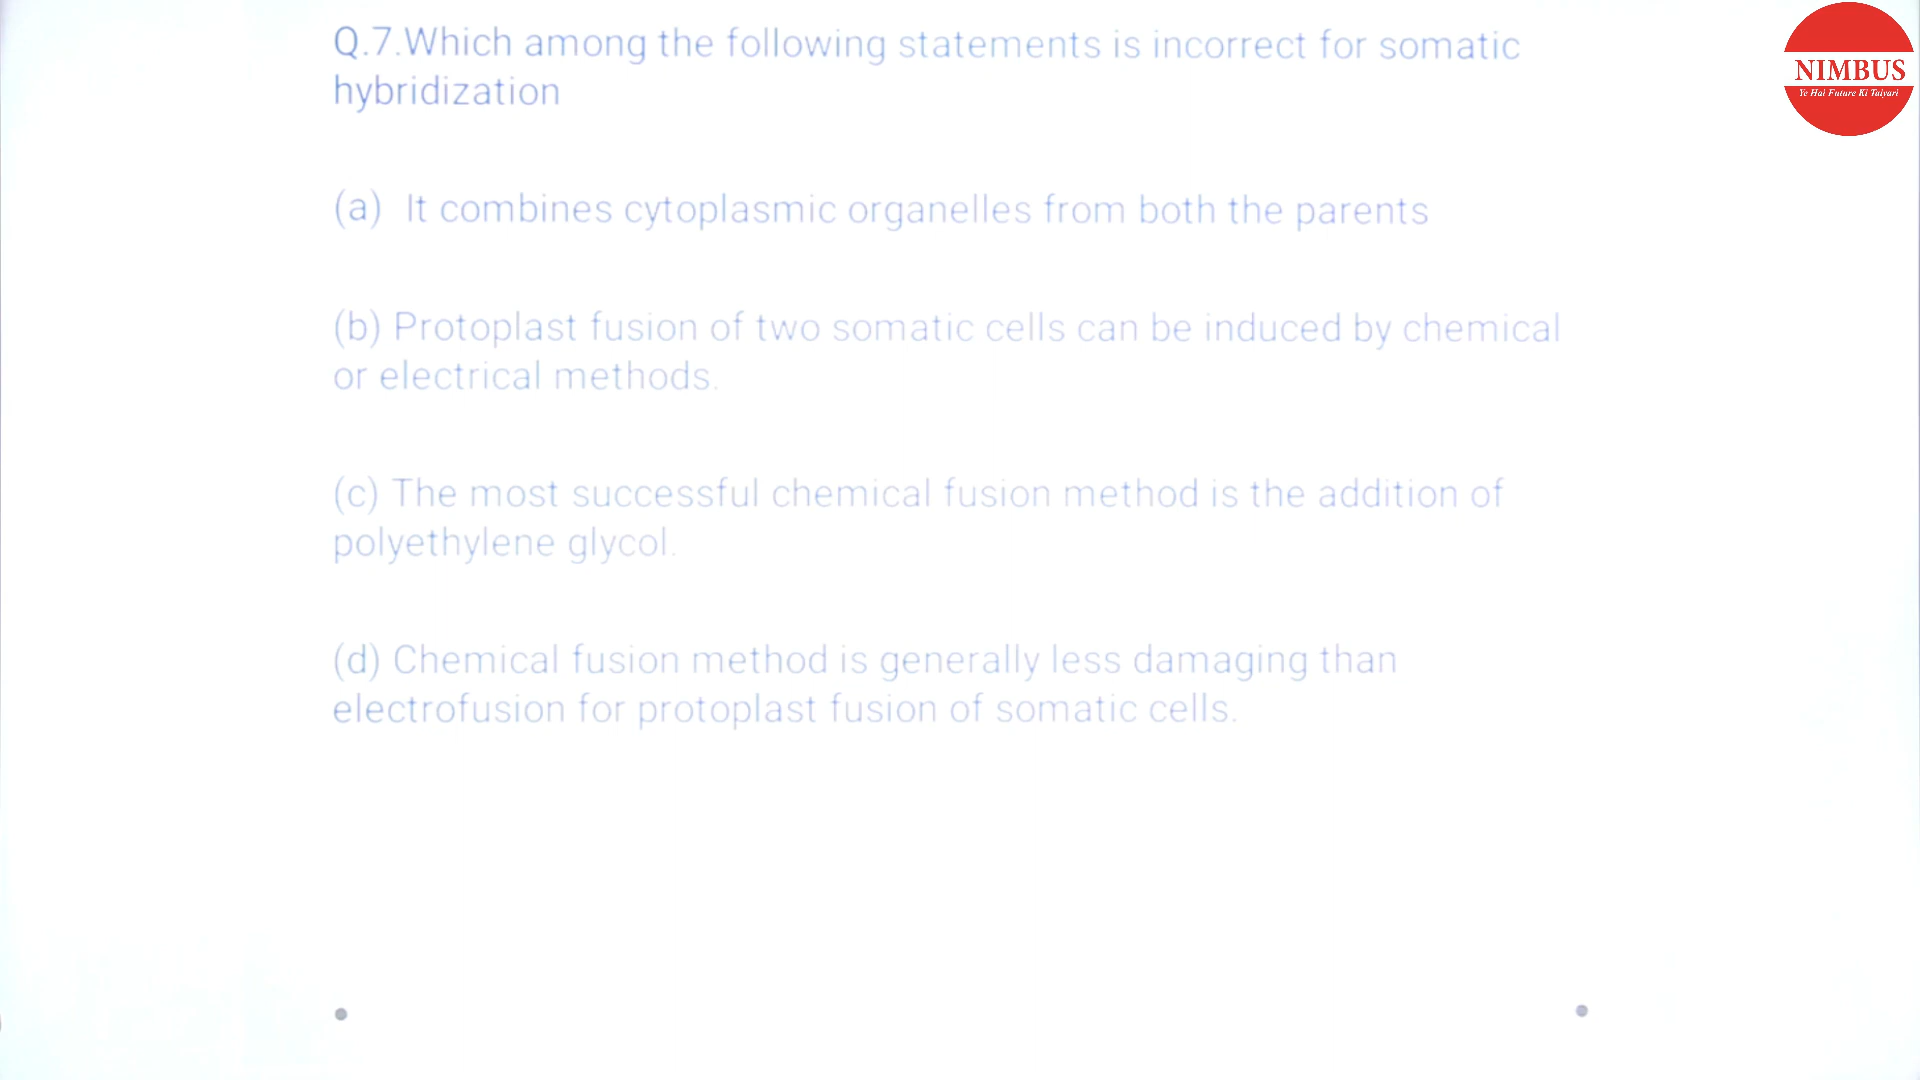 Q.7.Which among the following statements is incorrect for somatic
hybridization
(a) It combines cytoplasmic organelles from both the parents
(b) Protoplast fusion of two somatic cells can be induced by chemical
or electrical methods.
(c) The most successful chemical fusion method is the addition of
polyethylene glycol.
(d) Chemical fusion method is generally less damaging than
electrofusion for protoplast fusion of somatic cells.
NIMBUS
Ye Hai Future Ki Taiyari